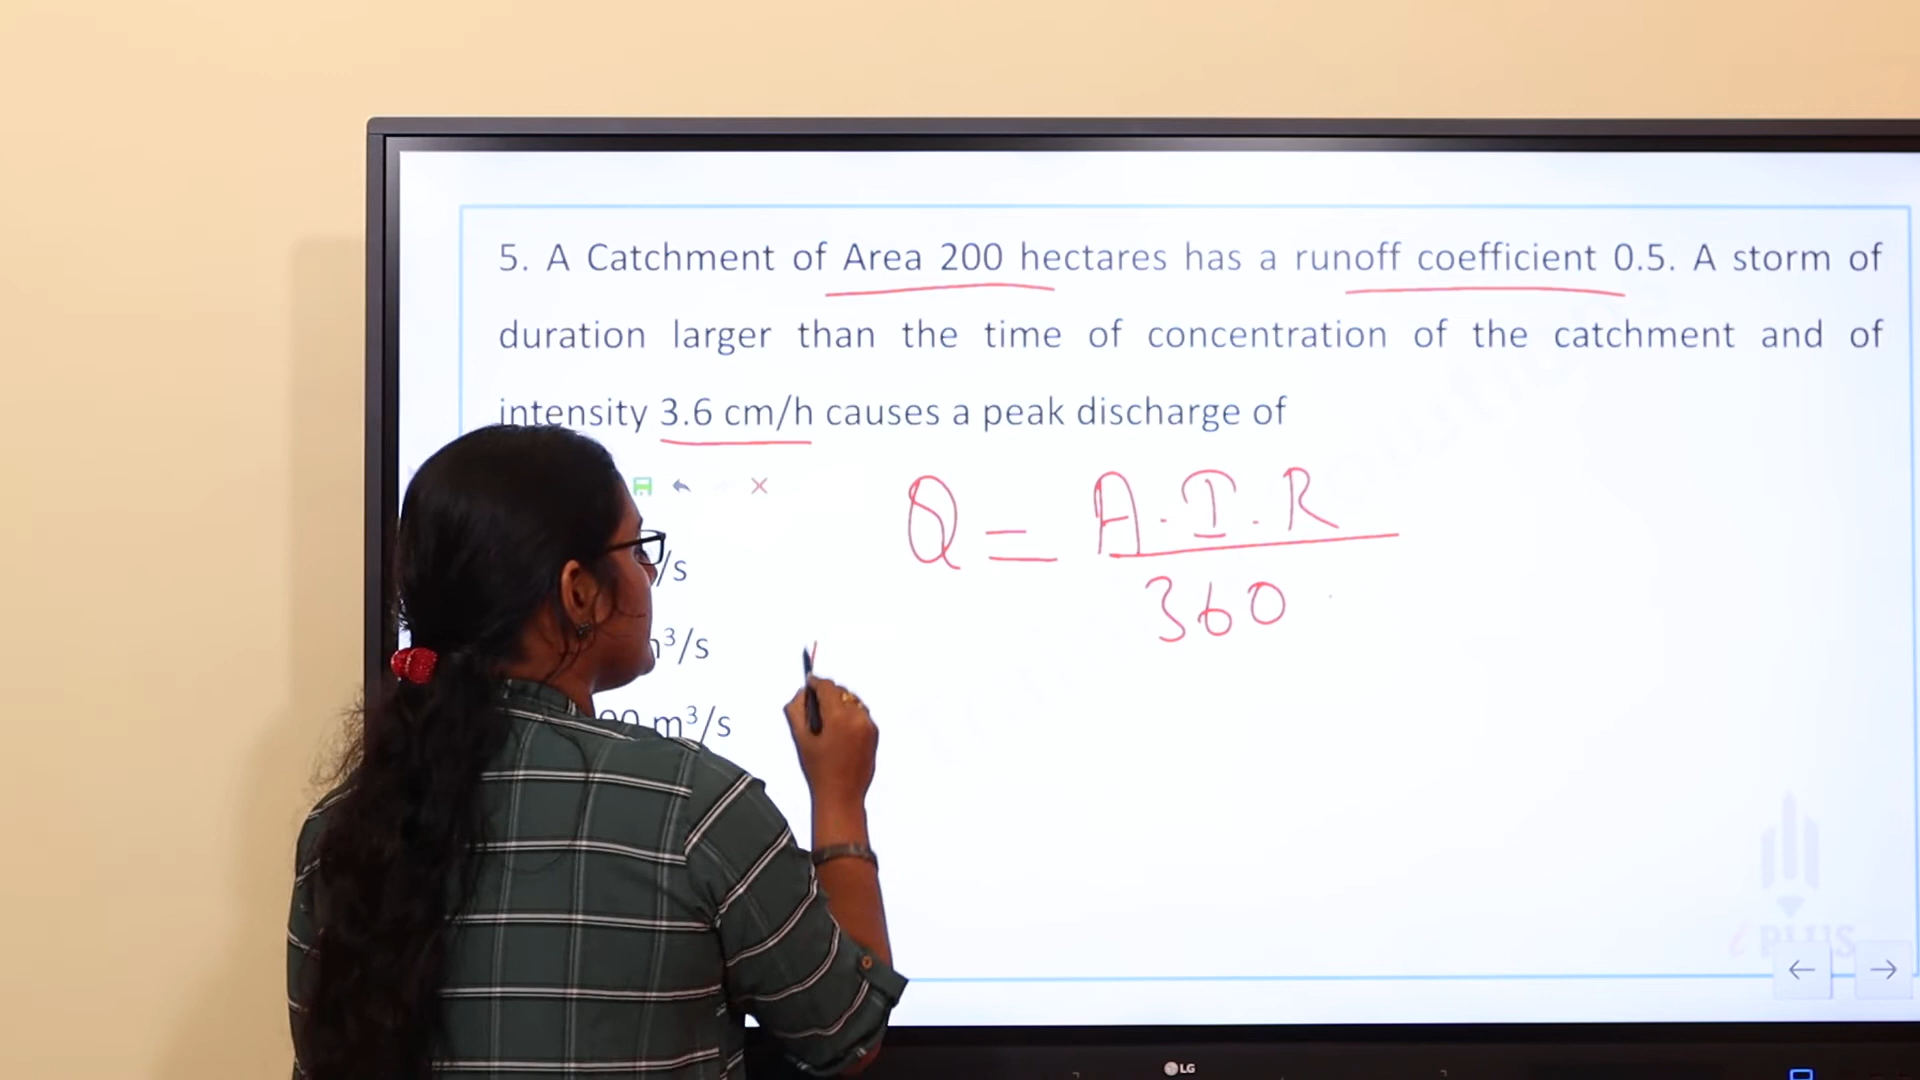 5. A Catchment of Area 200 hectares has a runoff coefficient 0.5. A storm of
duration larger than the time of concentration of the catchment and of
intensity 3.6 cm/h causes a peak discharge of
Q = A.I.R
360
/s
m³/s
m³/s
i PLUS
LG